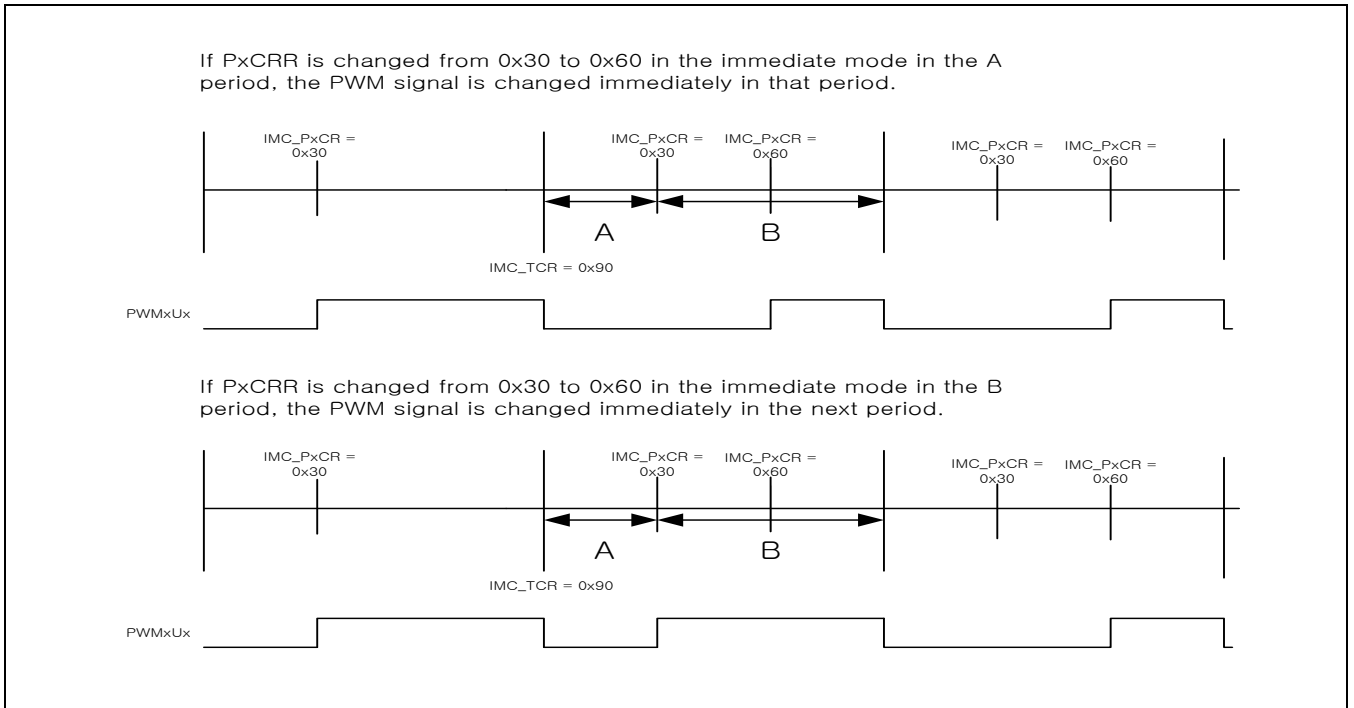 If PxCRR is changed from 0x30 to 0x60 in the immediate mode in the A
period, the PWM signal is changed immediately in that period.
IMC_PxCR =
0x30
IMC_PxCR =
0x30
IMC_PxCR =
0x60
IMC_PxCR =
0x30
IMC_PxCR =
0x60
A
B
IMC_TCR = 0x90
PWMxUx
If PxCRR is changed from 0x30 to 0x60 in the immediate mode in the B
period, the PWM signal is changed immediately in the next period.
IMC_PxCR =
0x30
IMC_PxCR =
0x30
IMC_PxCR =
0x60
IMC_PxCR =
0x30
IMC_PxCR =
0x60
A
B
IMC_TCR = 0x90
PWMxUx